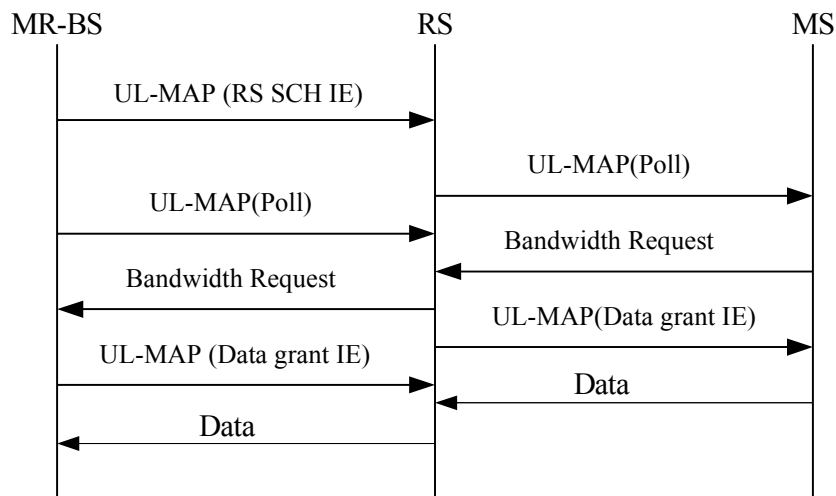 MR-BS RS MS
UL-MAP (RS SCH IE)
UL-MAP(Poll)
UL-MAP(Poll)
Bandwidth Request
Bandwidth Request
UL-MAP(Data grant IE)
UL-MAP (Data grant IE)
Data
Data